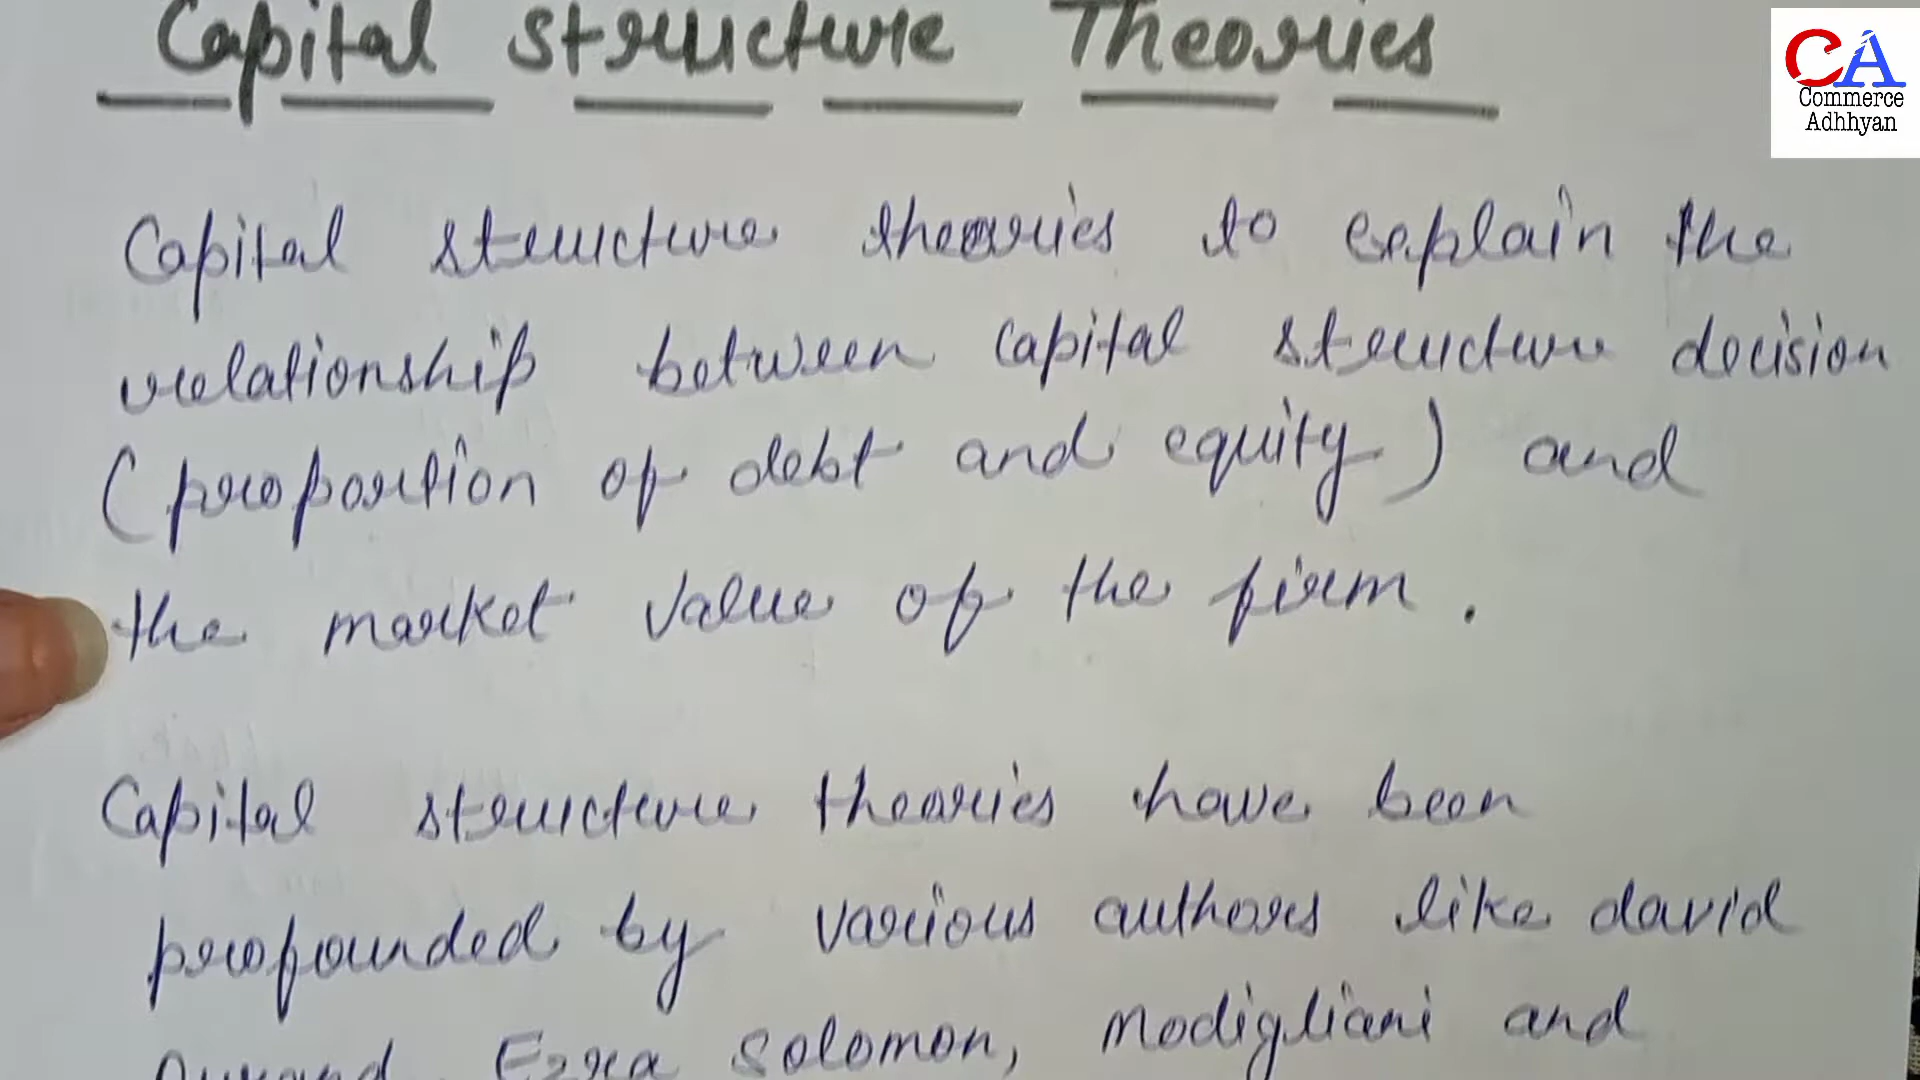 Capital Structure Theories
CA
Commerce
Adhhyan
Capital structure theories to explain the
relationship between capital structure decision
(proportion of debt and equity) and
the market value of the firm.
Capital structure theories have been
profounded by various authors like david
Durand, Ezra Solomon, Modigliani and